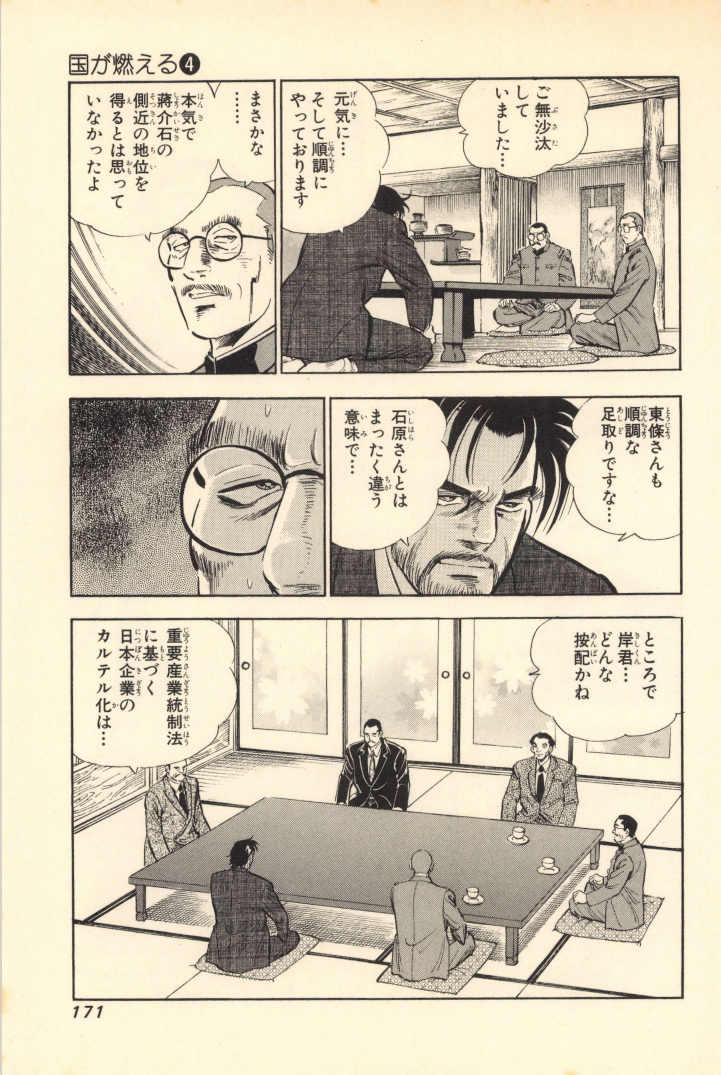 国が燃える❹
ご無沙汰
して
いました…
元気に…
そして順調に
やっております
まさかな
……
本気で
蔣介石の
側近の地位を
得るとは思って
いなかったよ
東條さんも
順調な
足取りですな…
石原さんとは
まったく違う
意味で…
ところで
岸君…
どんな
按配かね
重要産業統制法
に基づく
日本企業の
カルテル化は…
171